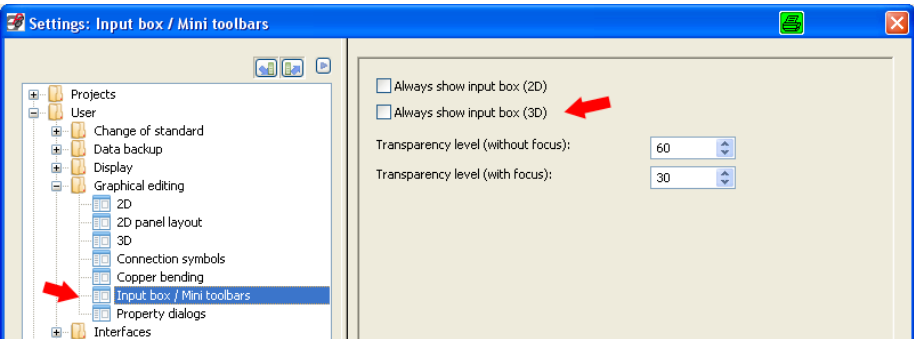 Settings: Input box / Mini toolbars
Projects
User
Change of standard
Data backup
Display
Graphical editing
2D
2D panel layout
3D
Connection symbols
Copper bending
Input box / Mini toolbars
Property dialogs
Interfaces
Always show input box (2D)
Always show input box (3D)
Transparency level (without focus): 60
Transparency level (with focus): 30